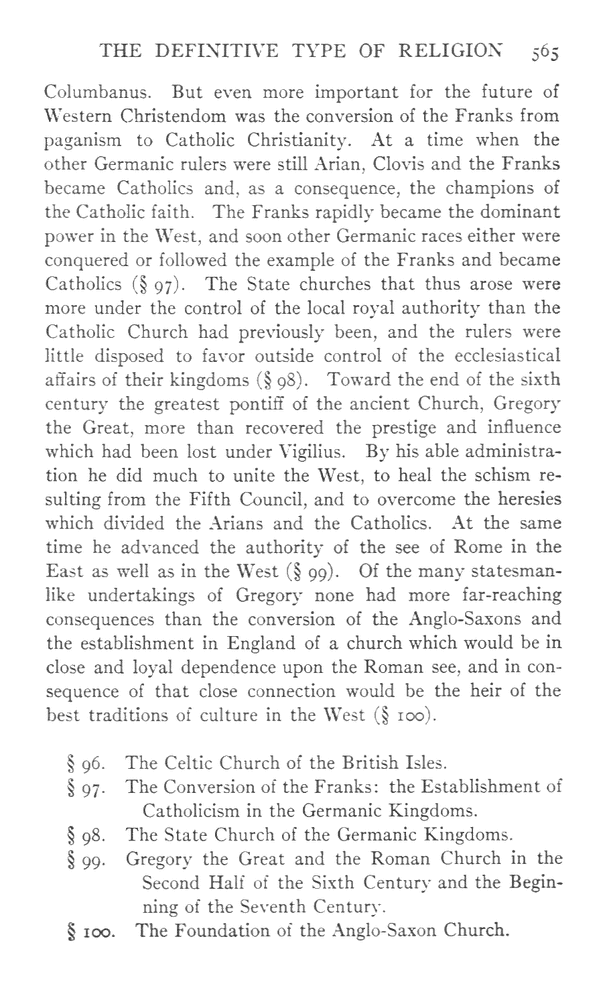 THE DEFINITIVE TYPE OF RELIGION 565
Columbanus. But even more important for the future of
Western Christendom was the conversion of the Franks from
paganism to Catholic Christianity. At a time when the
other Germanic rulers were still Arian, Clovis and the Franks
became Catholics and, as a consequence, the champions of
the Catholic faith. The Franks rapidly became the dominant
power in the West, and soon other Germanic races either were
conquered or followed the example of the Franks and became
Catholics (§ 97). The State churches that thus arose were
more under the control of the local royal authority than the
Catholic Church had previously been, and the rulers were
little disposed to favor outside control of the ecclesiastical
affairs of their kingdoms (§ 98). Toward the end of the sixth
century the greatest pontiff of the ancient Church, Gregory
the Great, more than recovered the prestige and influence
which had been lost under Vigilius. By his able administra-
tion he did much to unite the West, to heal the schism re-
sulting from the Fifth Council, and to overcome the heresies
which divided the Arians and the Catholics. At the same
time he advanced the authority of the see of Rome in the
East as well as in the West (§ 99). Of the many statesman-
like undertakings of Gregory none had more far-reaching
consequences than the conversion of the Anglo-Saxons and
the establishment in England of a church which would be in
close and loyal dependence upon the Roman see, and in con-
sequence of that close connection would be the heir of the
best traditions of culture in the West (§ 100).
§ 96. The Celtic Church of the British Isles.
§ 97. The Conversion of the Franks: the Establishment of
Catholicism in the Germanic Kingdoms.
§ 98. The State Church of the Germanic Kingdoms.
§ 99. Gregory the Great and the Roman Church in the
Second Half of the Sixth Century and the Begin-
ning of the Seventh Century.
§ 100. The Foundation of the Anglo-Saxon Church.